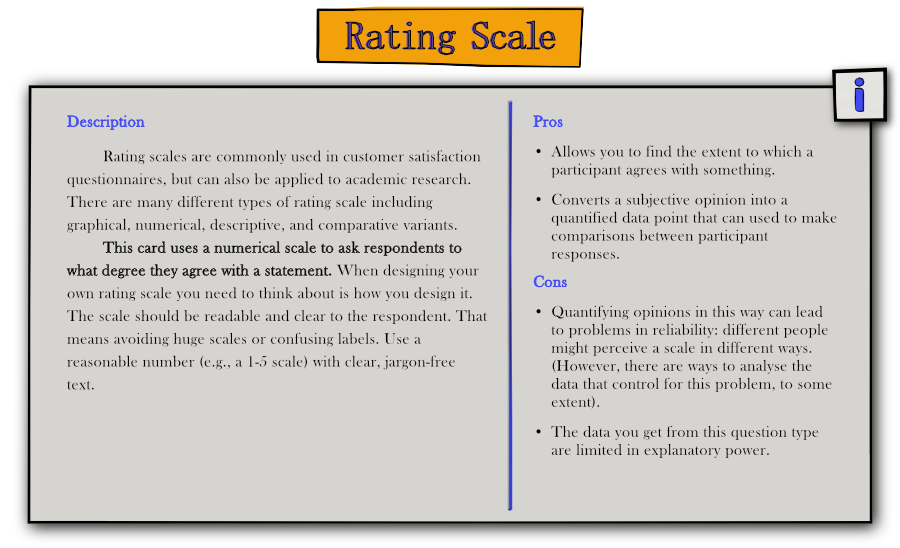 Rating Scale
i
Description
Rating scales are commonly used in customer satisfaction
questionnaires, but can also be applied to academic research.
There are many different types of rating scale including
graphical, numerical, descriptive, and comparative variants.
This card uses a numerical scale to ask respondents to
what degree they agree with a statement. When designing your
own rating scale you need to think about is how you design it.
The scale should be readable and clear to the respondent. That
means avoiding huge scales or confusing labels. Use a
reasonable number (e.g., a 1-5 scale) with clear, jargon-free
text.
Pros
• Allows you to find the extent to which a
participant agrees with something.
• Converts a subjective opinion into a
quantified data point that can used to make
comparisons between participant
responses.
Cons
• Quantifying opinions in this way can lead
to problems in reliability: different people
might perceive a scale in different ways.
(However, there are ways to analyse the
data that control for this problem, to some
extent).
• The data you get from this question type
are limited in explanatory power.